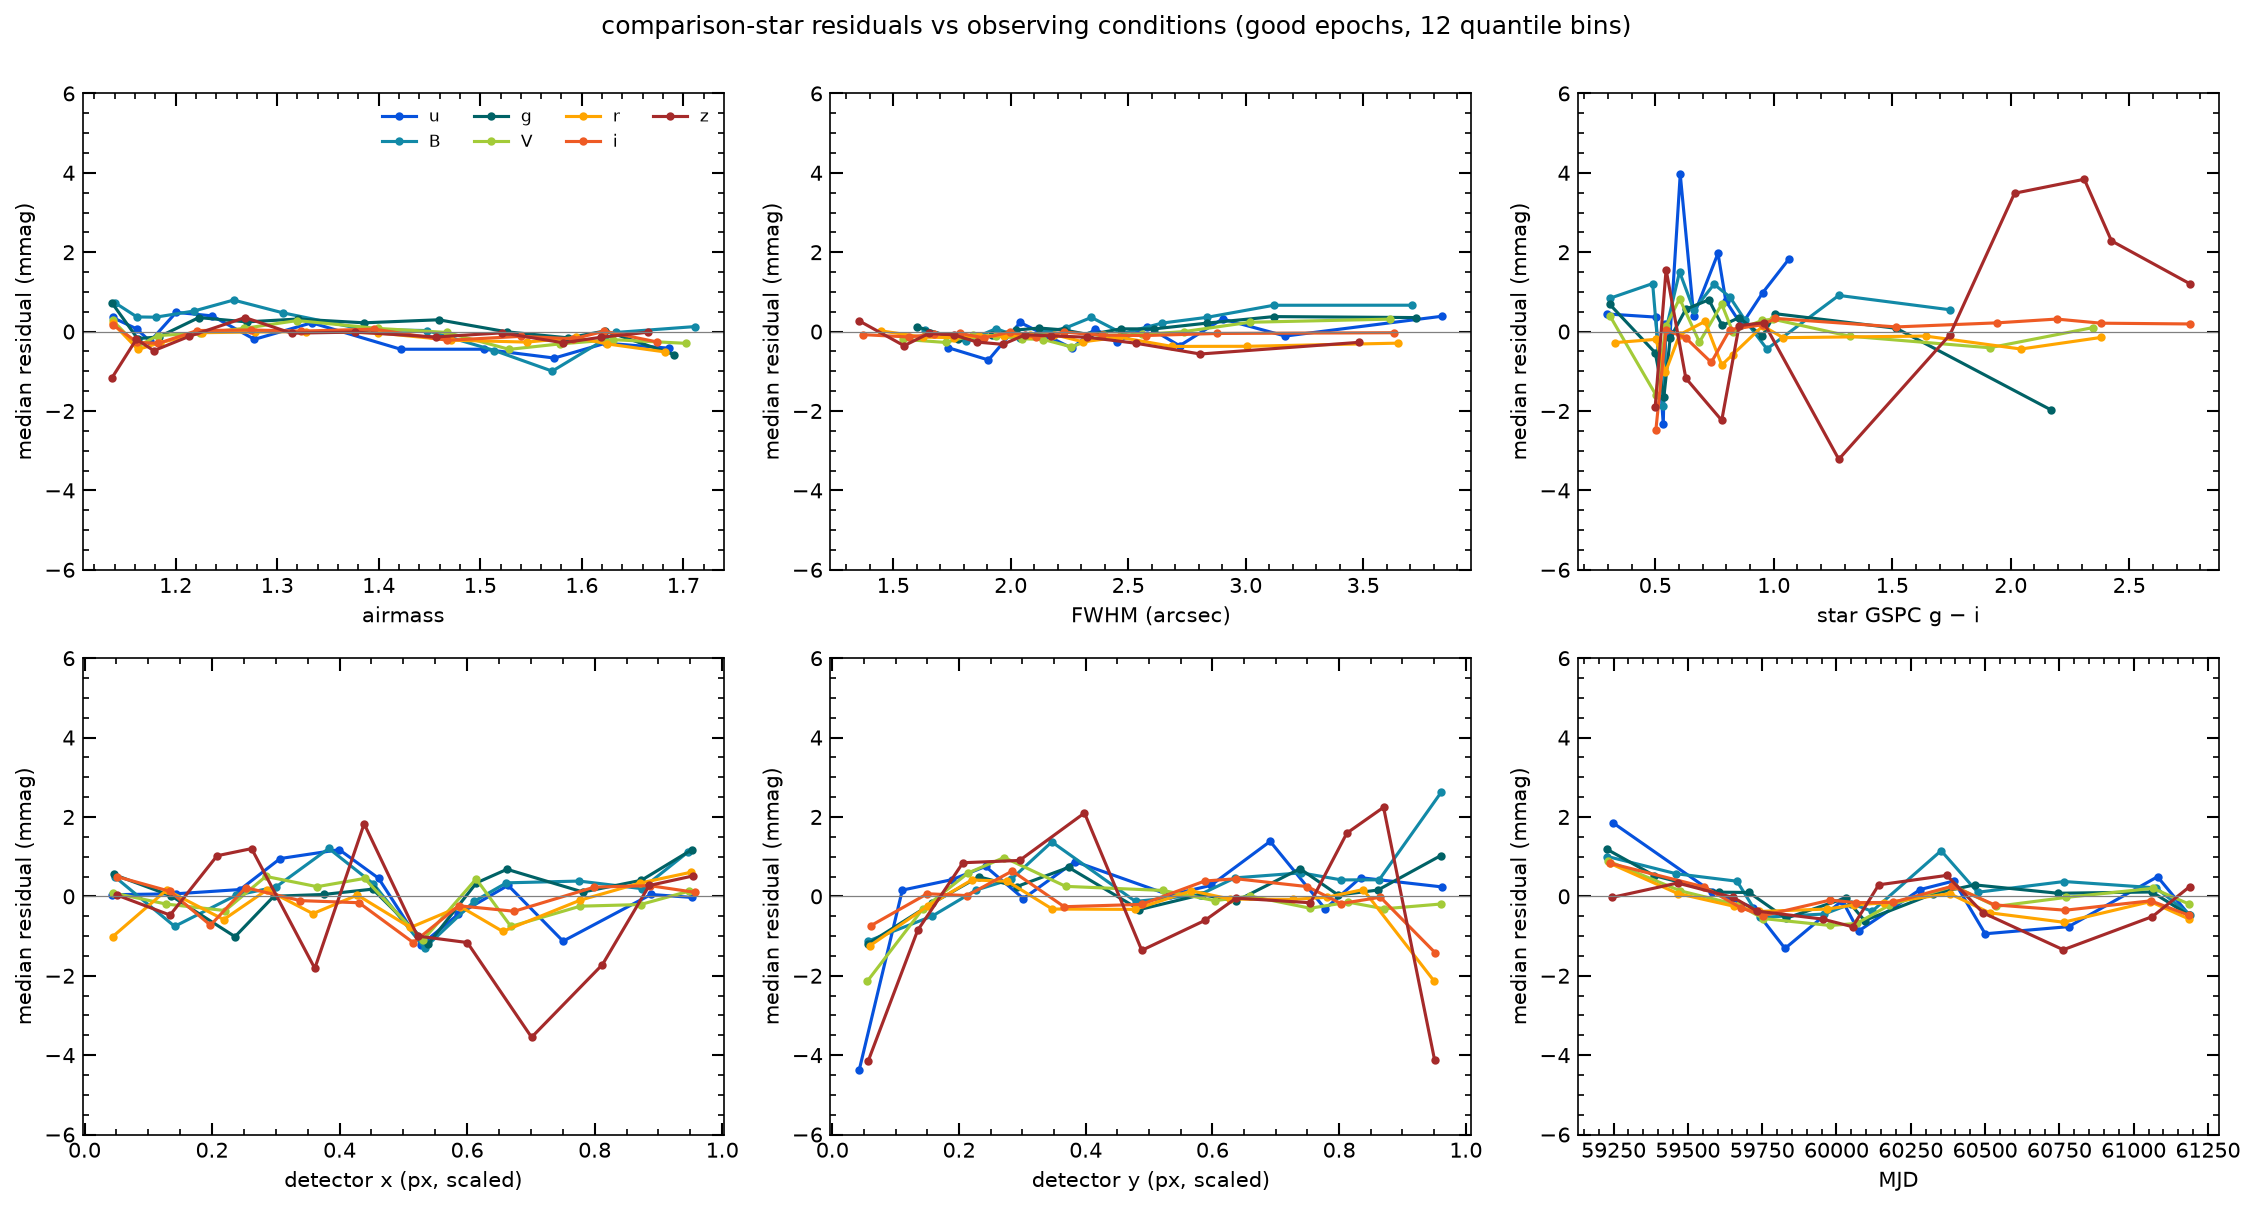 comparison-star residuals vs observing conditions (good epochs, 12 quantile bins)
6
4
2
0
−2
−4
−6
median residual (mmag)
u g r z
B V i
1.2 1.3 1.4 1.5 1.6 1.7
airmass
6
4
2
0
−2
−4
−6
median residual (mmag)
1.5 2.0 2.5 3.0 3.5
FWHM (arcsec)
6
4
2
0
−2
−4
−6
median residual (mmag)
0.5 1.0 1.5 2.0 2.5
star GSPC g − i
6
4
2
0
−2
−4
−6
median residual (mmag)
0.0 0.2 0.4 0.6 0.8 1.0
detector x (px, scaled)
6
4
2
0
−2
−4
−6
median residual (mmag)
0.0 0.2 0.4 0.6 0.8 1.0
detector y (px, scaled)
6
4
2
0
−2
−4
−6
median residual (mmag)
59250 59500 59750 60000 60250 60500 60750 61000 61250
MJD